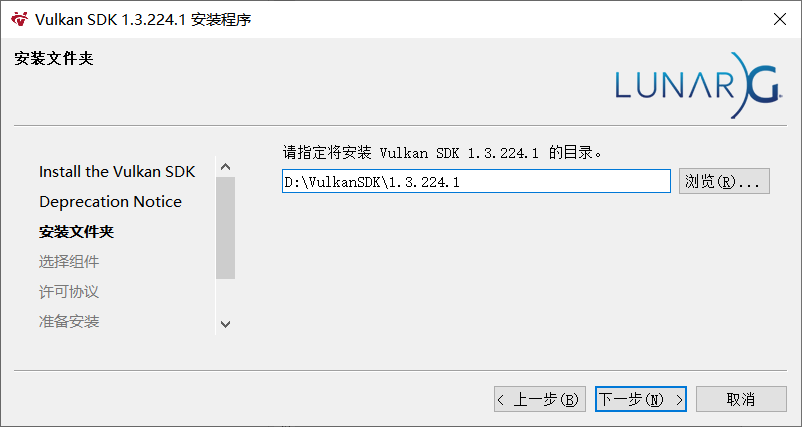 Vulkan SDK 1.3.224.1 安装程序
安装文件夹
LUNARG
请指定将安装 Vulkan SDK 1.3.224.1 的目录。
D:\VulkanSDK\1.3.224.1
浏览(R)...
Install the Vulkan SDK
Deprecation Notice
安装文件夹
选择组件
许可协议
准备安装
< 上一步(B)
下一步(N) >
取消